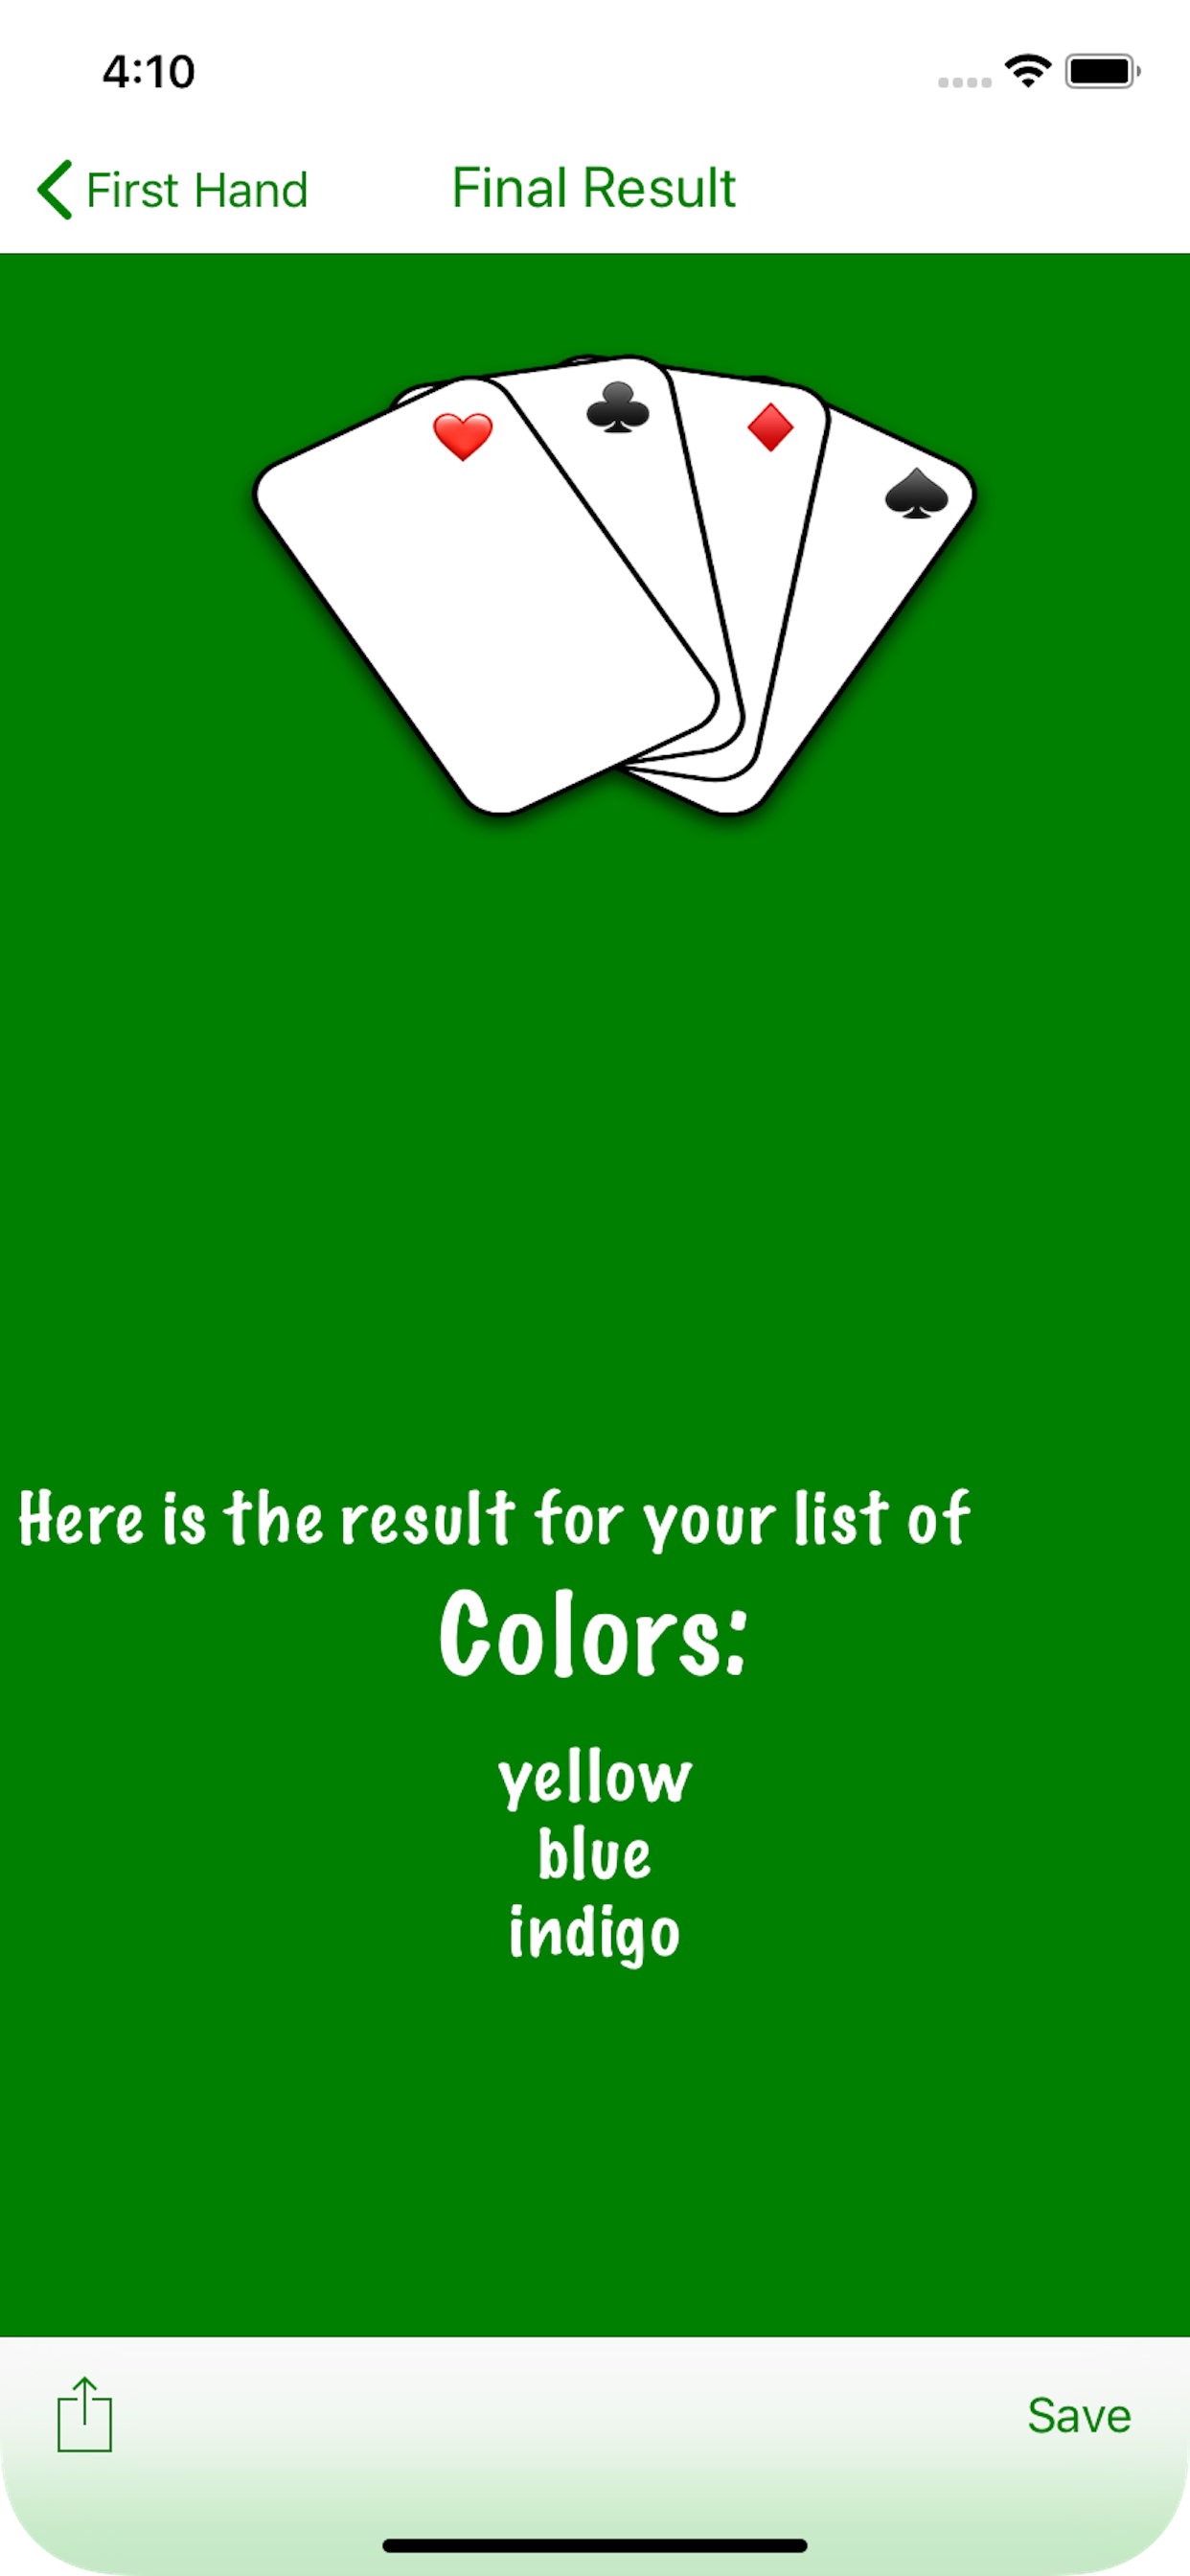 4:10
First Hand
Final Result
Here is the result for your list of
Colors:
yellow
blue
indigo
Save